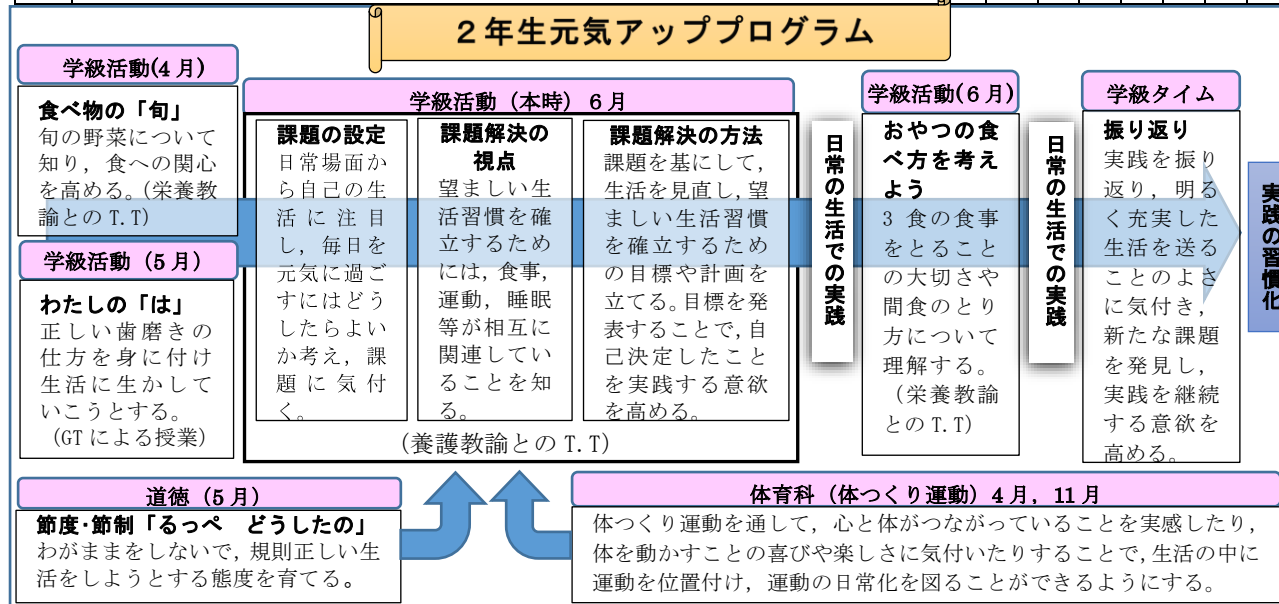 ２年生元気アッププログラム
学級活動(4月)
食べ物の「旬」
旬の野菜について
知り，食への関心
を高める。(栄養教
諭とのT.T)
学級活動（5月）
わたしの「は」
正しい歯磨きの
仕方を身に付け
生活に生かして
いこうとする。
（GTによる授業）
学級活動（本時）6月
課題の設定
日常場面か
ら自己の生
活に注目
し，毎日を
元気に過ご
すにはどう
したらよい
か考え，課
題に気付
く。
課題解決の
視点
望ましい生
活習慣を確
立するため
には，食事，
運動，睡眠
等が相互に
関連してい
ることを知
る。
課題解決の方法
課題を基にして，
生活を見直し，望
ましい生活習慣
を確立するため
の目標や計画を
立てる。目標を発
表することで，自
己決定したこと
を実践する意欲
を高める。
（養護教諭とのT.T）
日常の生活での実践
学級活動(6月)
おやつの食
べ方を考え
よう
3食の食事
をとること
の大切さや
間食のとり
方について
理解する。
（栄養教諭
とのT.T）
日常の生活での実践
学級タイム
振り返り
実践を振り
返り，明る
く充実した
生活を送る
ことのよさ
に気付き，
新たな課題
を発見し，
実践を継続
する意欲を
高める。
実践の習慣化
道徳（5月）
節度・節制「るっぺ　どうしたの」
わがままをしないで，規則正しい生
活をしようとする態度を育てる。
体育科（体つくり運動）4月，11月
体つくり運動を通して，心と体がつながっていることを実感したり，
体を動かすことの喜びや楽しさに気付いたりすることで，生活の中に
運動を位置付け，運動の日常化を図ることができるようにする。